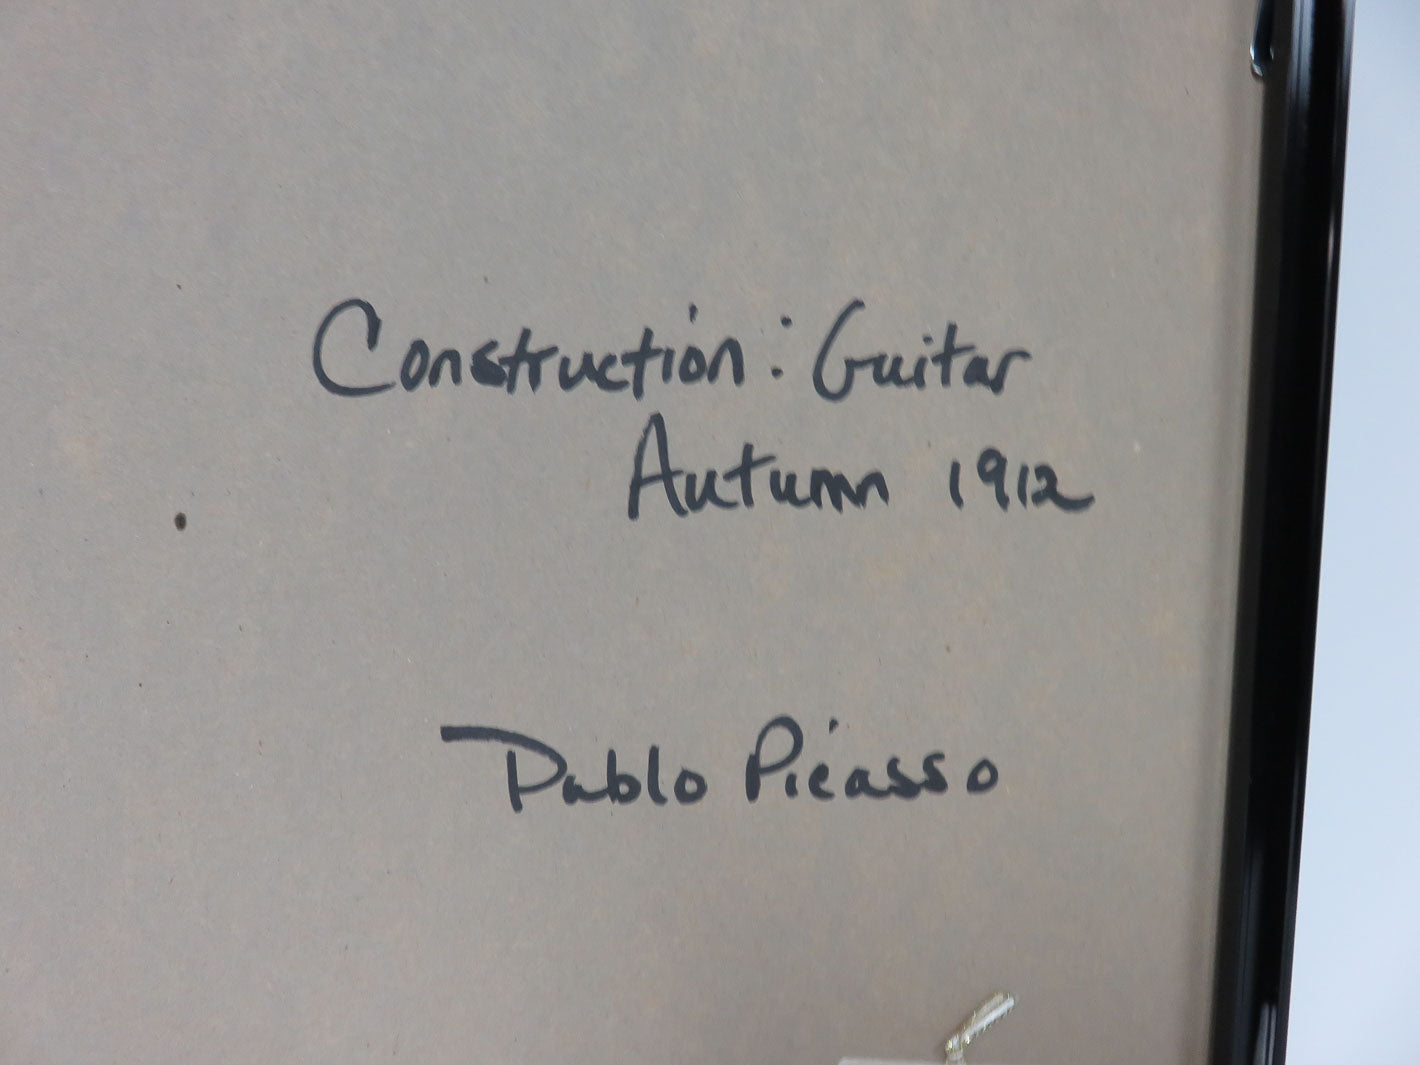 Construction: Guitar
Autumn 1912
Pablo Picasso